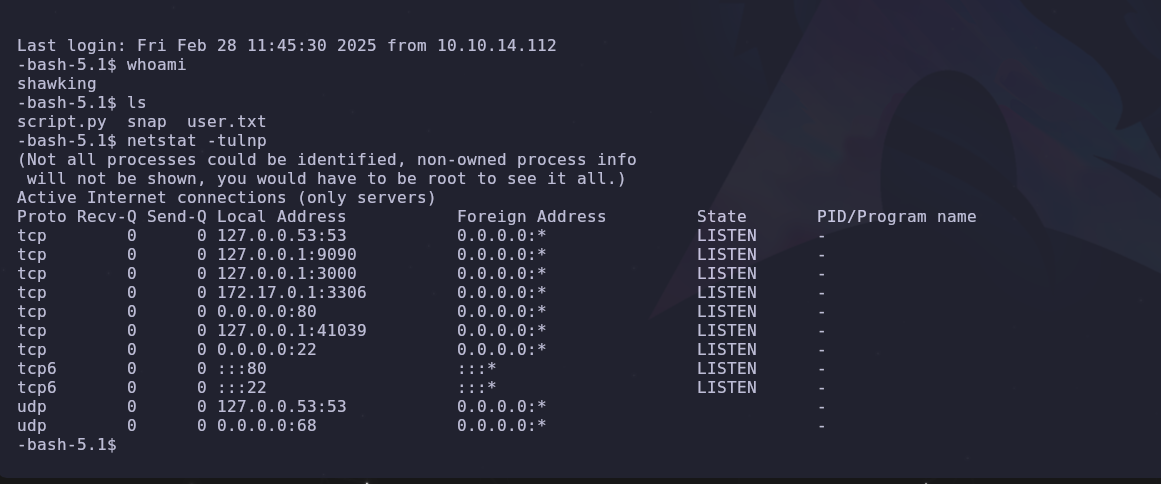 Last login: Fri Feb 28 11:45:30 2025 from 10.10.14.112
-bash-5.1$ whoami
shawking
-bash-5.1$ ls
script.py  snap  user.txt
-bash-5.1$ netstat -tulnp
(Not all processes could be identified, non-owned process info
 will not be shown, you would have to be root to see it all.)
Active Internet connections (only servers)
Proto Recv-Q Send-Q Local Address           Foreign Address         State       PID/Program name
tcp        0      0 127.0.0.53:53           0.0.0.0:*               LISTEN      -
tcp        0      0 127.0.0.1:9090          0.0.0.0:*               LISTEN      -
tcp        0      0 127.0.0.1:3000          0.0.0.0:*               LISTEN      -
tcp        0      0 172.17.0.1:3306         0.0.0.0:*               LISTEN      -
tcp        0      0 0.0.0.0:80              0.0.0.0:*               LISTEN      -
tcp        0      0 127.0.0.1:41039         0.0.0.0:*               LISTEN      -
tcp        0      0 0.0.0.0:22              0.0.0.0:*               LISTEN      -
tcp6       0      0 :::80                   :::*                    LISTEN      -
tcp6       0      0 :::22                   :::*                    LISTEN      -
udp        0      0 127.0.0.53:53           0.0.0.0:*                           -
udp        0      0 0.0.0.0:68              0.0.0.0:*                           -
-bash-5.1$